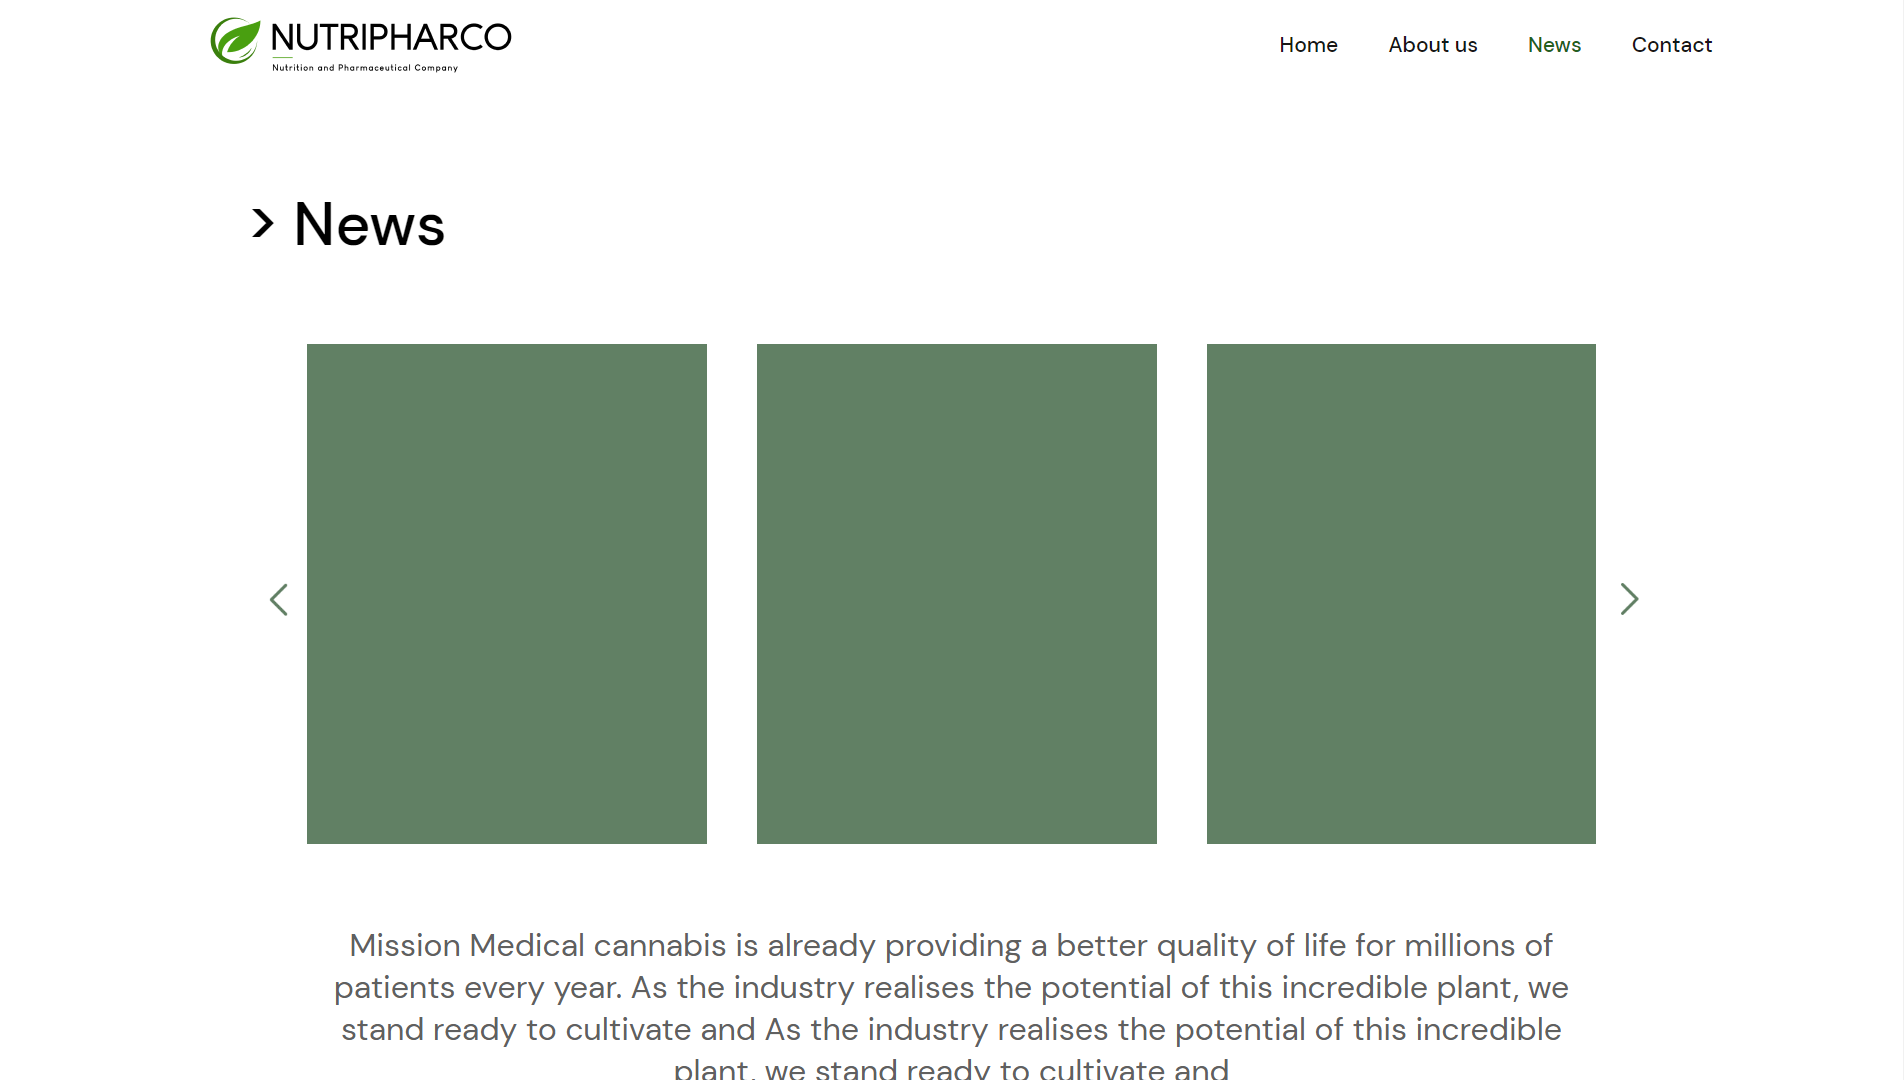 NUTRIPHARCO
Nutrition and Pharmaceutical Company
Home
About us
News
Contact
> News
Mission Medical cannabis is already providing a better quality of life for millions of
patients every year. As the industry realises the potential of this incredible plant, we
stand ready to cultivate and As the industry realises the potential of this incredible
plant, we stand ready to cultivate and